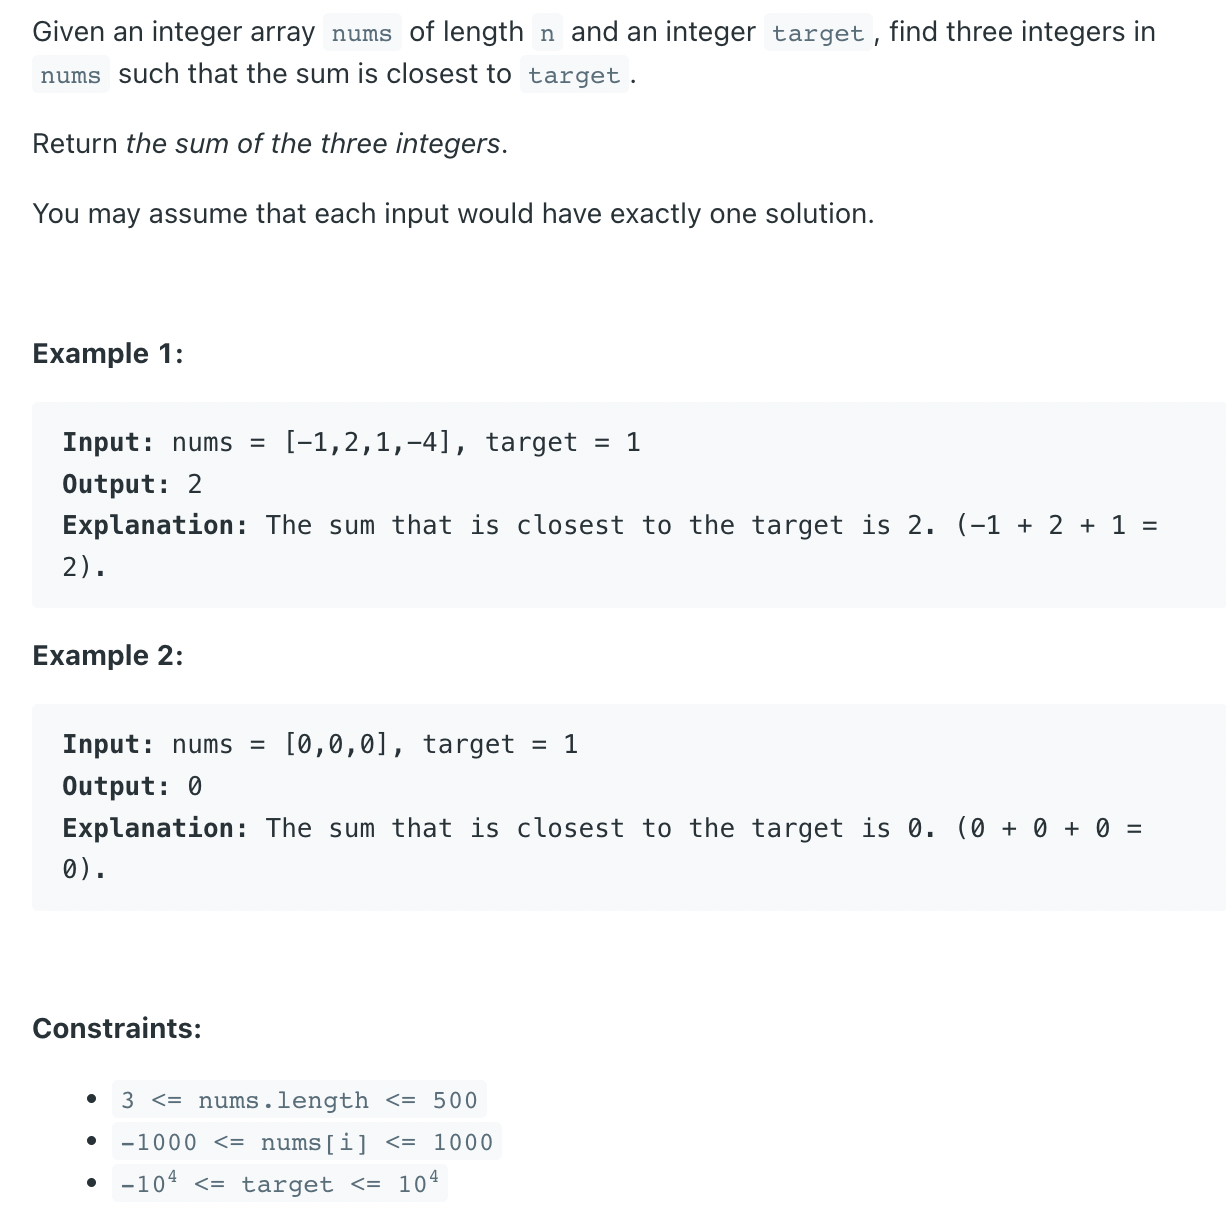 Given an integer array nums of length n and an integer target, find three integers in
nums such that the sum is closest to target.
Return the sum of the three integers.
You may assume that each input would have exactly one solution.
Example 1:
Input: nums = [−1,2,1,−4], target = 1
Output: 2
Explanation: The sum that is closest to the target is 2. (−1 + 2 + 1 =
2).
Example 2:
Input: nums = [0,0,0], target = 1
Output: 0
Explanation: The sum that is closest to the target is 0. (0 + 0 + 0 =
0).
Constraints:
• 3 <= nums.length <= 500
• −1000 <= nums[i] <= 1000
• −10⁴ <= target <= 10⁴